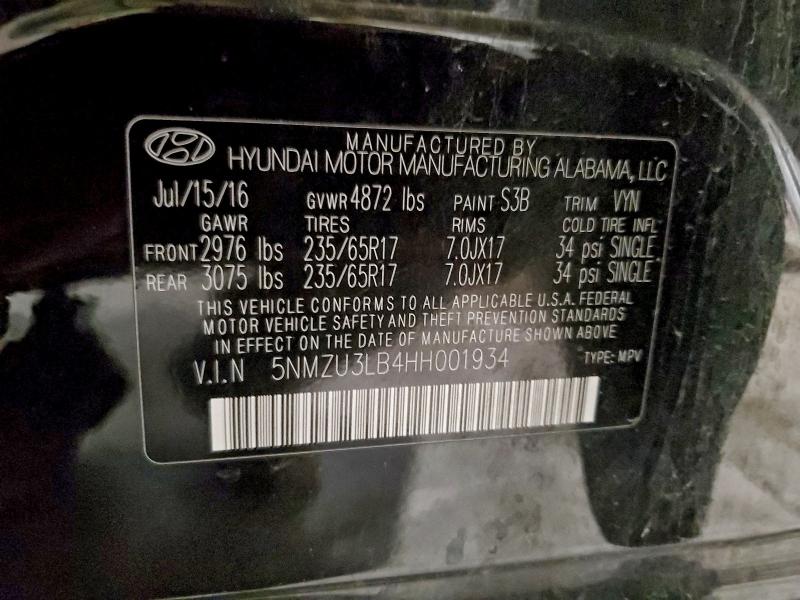 MANUFACTURED BY
HYUNDAI MOTOR MANUFACTURING ALABAMA, LLC
Jul/15/16 GVWR 4872 lbs PAINT S3B TRIM VYN
GAWR TIRES RIMS COLD TIRE INFL
FRONT 2976 lbs 235/65R17 7.0JX17 34 psi SINGLE
REAR 3075 lbs 235/65R17 7.0JX17 34 psi SINGLE
THIS VEHICLE CONFORMS TO ALL APPLICABLE U.S.A. FEDERAL
MOTOR VEHICLE SAFETY AND THEFT PREVENTION STANDARDS
IN EFFECT ON THE DATE OF MANUFACTURE SHOWN ABOVE
V.I.N 5NMZU3LB4HH001934 TYPE: MPV